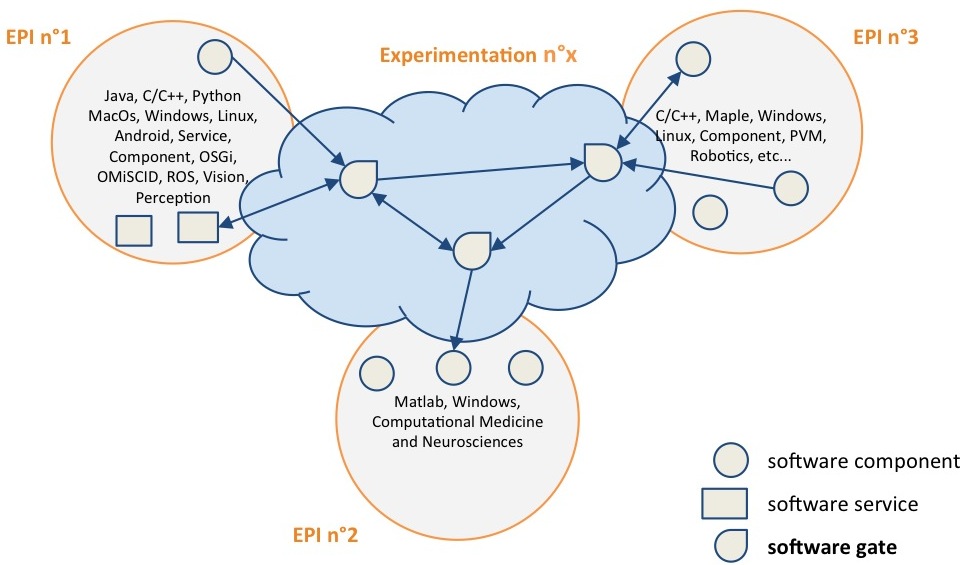 EPI n°1
Experimentation n°x
EPI n°3
Java, C/C++, Python
MacOs, Windows, Linux,
Android, Service,
Component, OSGi,
OMiSCID, ROS, Vision,
Perception
C/C++, Maple, Windows,
Linux, Component, PVM,
Robotics, etc...
Matlab, Windows,
Computational Medicine
and Neurosciences
EPI n°2
software component
software service
software gate